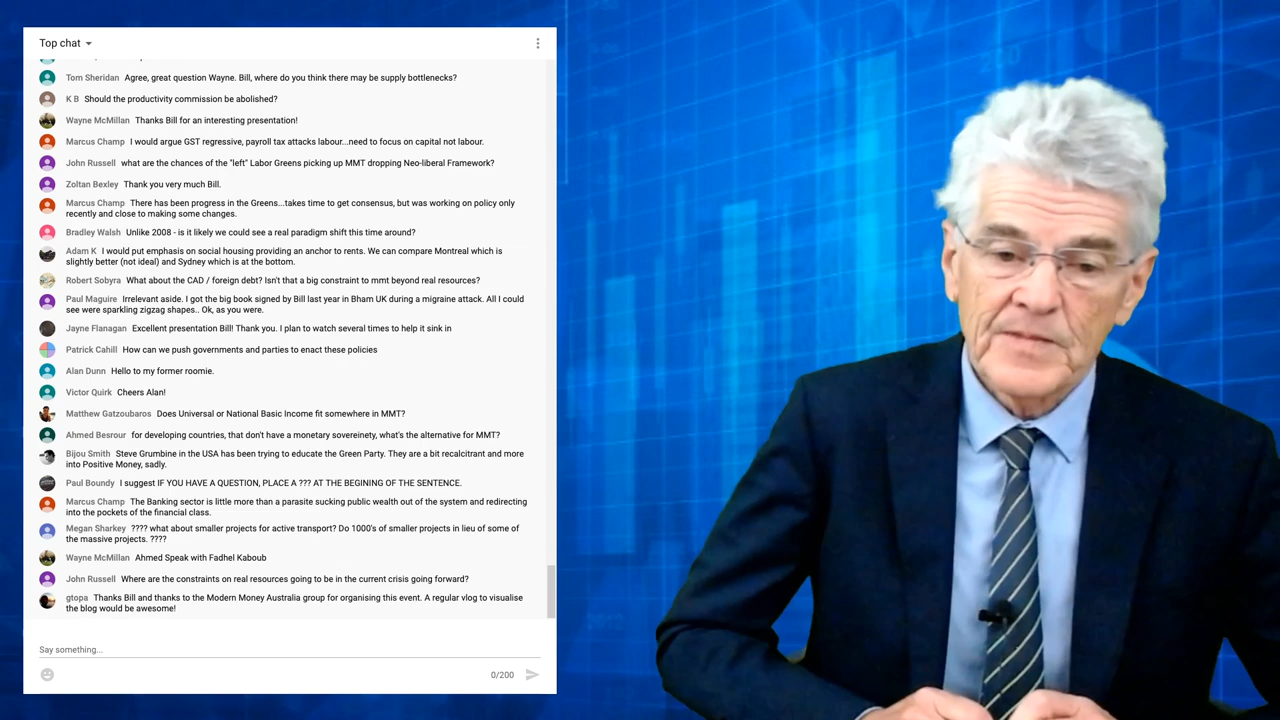 Top chat
Tom Sheridan Agree, great question Wayne. Bill, where do you think there may be supply bottlenecks?
K B Should the productivity commission be abolished?
Wayne McMillan Thanks Bill for an interesting presentation!
Marcus Champ I would argue GST regressive, payroll tax attacks labour...need to focus on capital not labour.
John Russell what are the chances of the "left" Labor Greens picking up MMT dropping Neo-liberal Framework?
Zoltan Bexley Thank you very much Bill.
Marcus Champ There has been progress in the Greens...takes time to get consensus, but was working on policy only
recently and close to making some changes.
Bradley Walsh Unlike 2008 - is it likely we could see a real paradigm shift this time around?
Adam K I would put emphasis on social housing providing an anchor to rents. We can compare Montreal which is
slightly better (not ideal) and Sydney which is at the bottom.
Robert Sobyra What about the CAD / foreign debt? Isn't that a big constraint to mmt beyond real resources?
Paul Maguire Irrelevant aside. I got the big book signed by Bill last year in Bham UK during a migraine attack. All I could
see were sparkling zigzag shapes.. Ok, as you were.
Jayne Flanagan Excellent presentation Bill! Thank you. I plan to watch several times to help it sink in
Patrick Cahill How can we push governments and parties to enact these policies
Alan Dunn Hello to my former roomie.
Victor Quirk Cheers Alan!
Matthew Gatzoubaros Does Universal or National Basic Income fit somewhere in MMT?
Ahmed Besrour for developing countries, that don't have a monetary sovereinety, what's the alternative for MMT?
Bijou Smith Steve Grumbine in the USA has been trying to educate the Green Party. They are a bit recalcitrant and more
into Positive Money, sadly.
Paul Boundy I suggest IF YOU HAVE A QUESTION, PLACE A ??? AT THE BEGINING OF THE SENTENCE.
Marcus Champ The Banking sector is little more than a parasite sucking public wealth out of the system and redirecting
into the pockets of the financial class.
Megan Sharkey ???? what about smaller projects for active transport? Do 1000's of smaller projects in lieu of some of
the massive projects. ????
Wayne McMillan Ahmed Speak with Fadhel Kaboub
John Russell Where are the constraints on real resources going to be in the current crisis going forward?
gtopa Thanks Bill and thanks to the Modern Money Australia group for organising this event. A regular vlog to visualise
the blog would be awesome!
Say something...
0/200